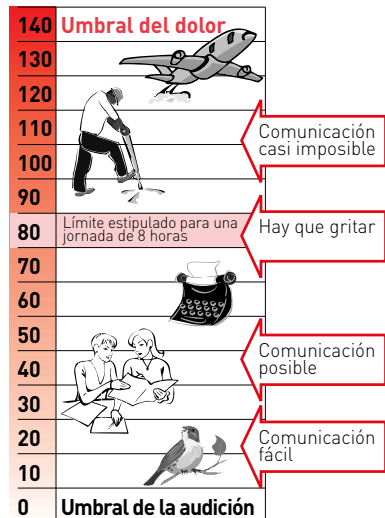 140 Umbral del dolor
130
120
110
Comunicación
casi imposible
100
90
80
Límite estipulado para una
jornada de 8 horas
Hay que gritar
70
60
50
Comunicación
posible
40
30
20
Comunicación
fácil
10
0 Umbral de la audición